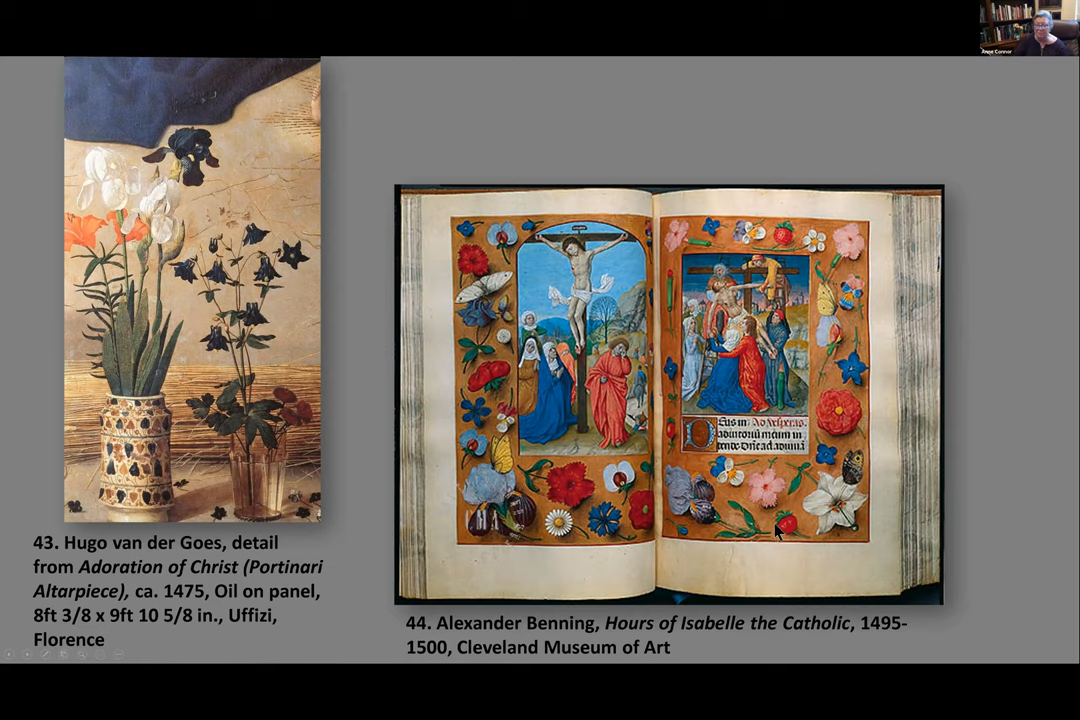 Anne Connor
43. Hugo van der Goes, detail
from Adoration of Christ (Portinari
Altarpiece), ca. 1475, Oil on panel,
8ft 3/8 x 9ft 10 5/8 in., Uffizi,
Florence
44. Alexander Benning, Hours of Isabelle the Catholic, 1495-
1500, Cleveland Museum of Art